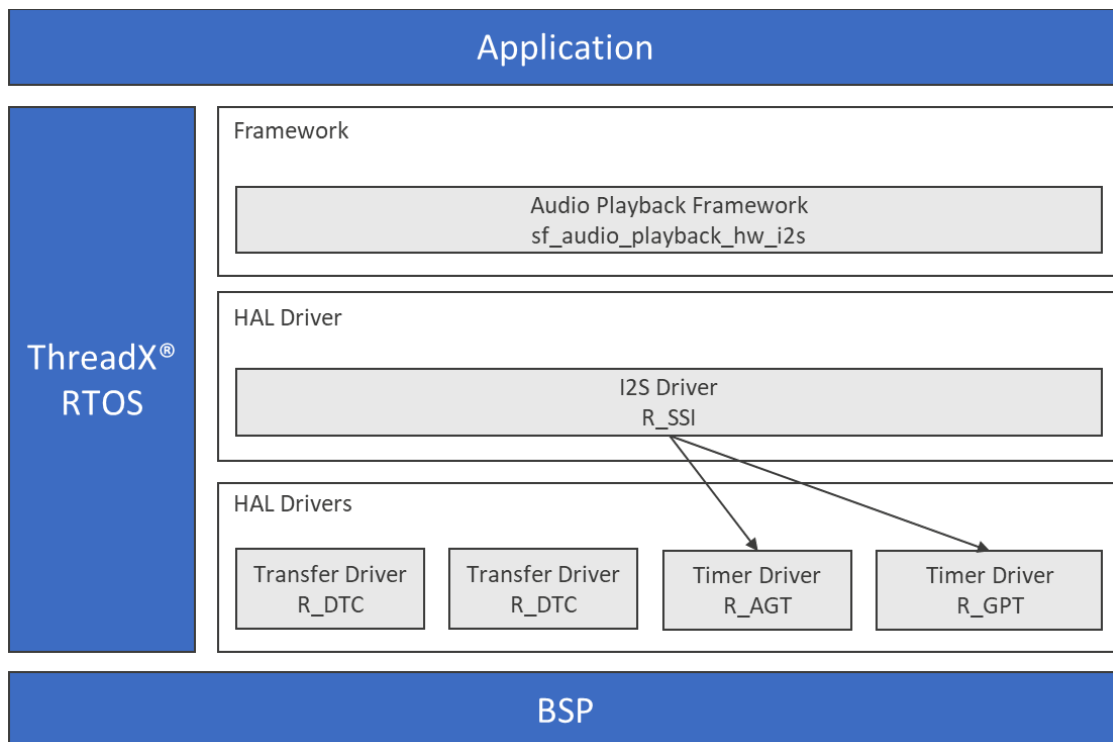 Application
ThreadX®
RTOS
Framework
Audio Playback Framework
sf_audio_playback_hw_i2s
HAL Driver
I2S Driver
R_SSI
HAL Drivers
Transfer Driver
R_DTC
Transfer Driver
R_DTC
Timer Driver
R_AGT
Timer Driver
R_GPT
BSP